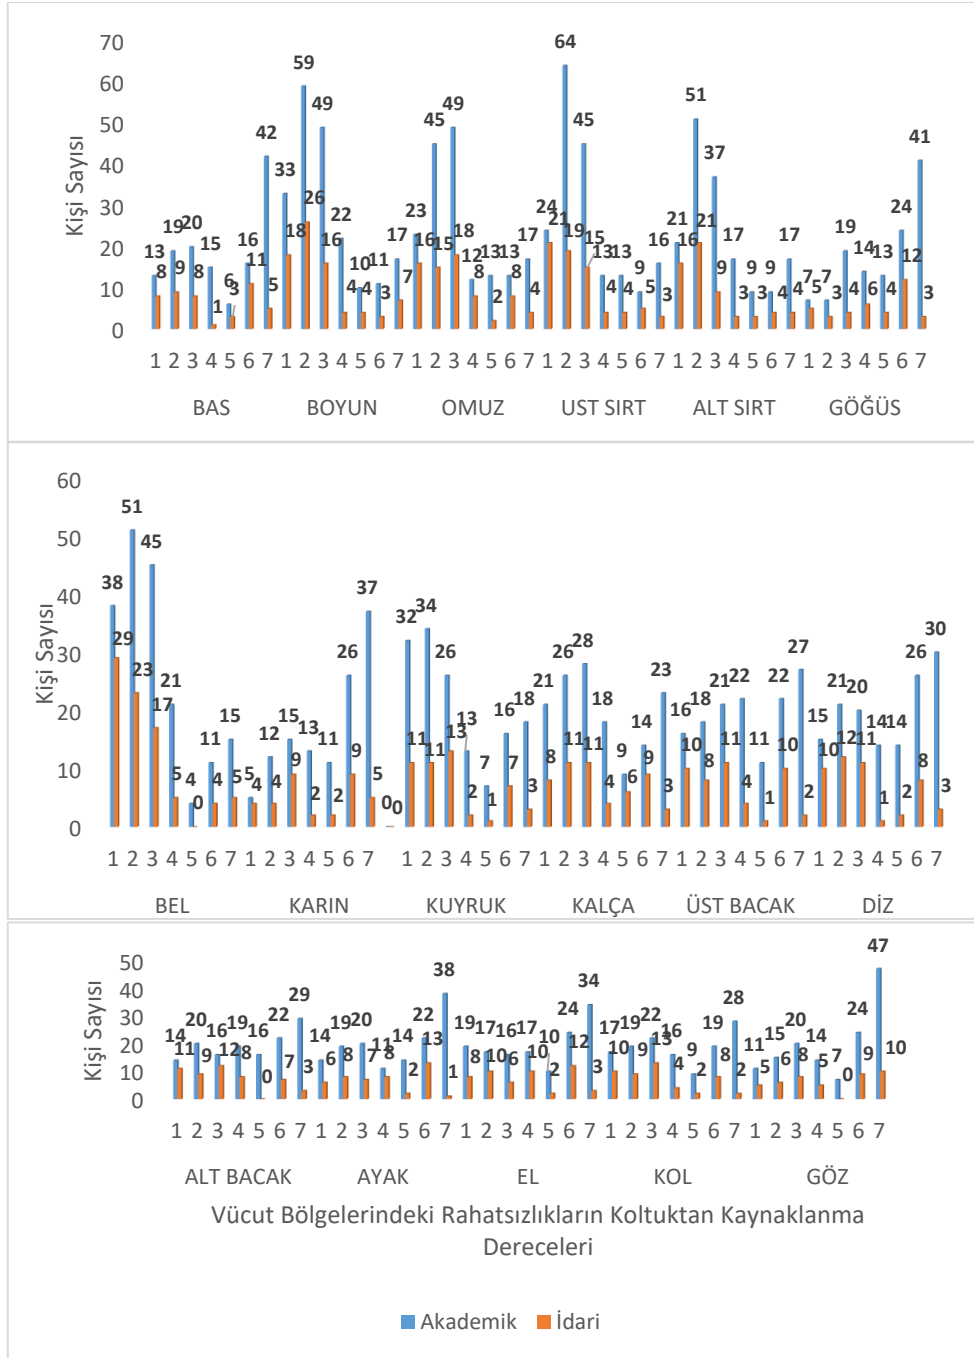 70
60
50
40
30
20
10
0
Kişi Sayısı
13 8 19 9 20 8 15 1 6 3 16 11 42 5
33 18 59 26 49 16 22 4 10 4 11 3 17 7
23 16 45 15 49 18 12 8 13 2 13 8 17 4
24 21 64 19 45 15 13 4 13 4 9 5 16 3
21 16 51 21 37 9 17 3 9 3 9 4 17 4
7 5 7 3 19 4 14 6 13 4 24 12 41 3
1 2 3 4 5 6 7 1 2 3 4 5 6 7 1 2 3 4 5 6 7 1 2 3 4 5 6 7 1 2 3 4 5 6 7 1 2 3 4 5 6 7
BAS BOYUN OMUZ UST SIRT ALT SIRT GÖĞÜS
60
50
40
30
20
10
0
Kişi Sayısı
38 29 51 23 45 17 21 5 4 0 11 4 15 5
5 4 12 4 15 9 13 2 11 2 26 9 37 5
0 0
32 11 34 11 26 13 13 2 7 1 16 7 18 3
21 8 26 11 28 11 18 4 9 6 14 9 23 3
16 10 18 8 21 11 22 4 11 1 22 10 27 2
15 10 21 12 20 11 14 1 14 2 26 8 30 3
1 2 3 4 5 6 7 1 2 3 4 5 6 7 1 2 3 4 5 6 7 1 2 3 4 5 6 7 1 2 3 4 5 6 7 1 2 3 4 5 6 7
BEL KARIN KUYRUK KALÇA ÜST BACAK DİZ
50
40
30
20
10
0
Kişi Sayısı
14 11 20 9 16 12 19 8 16 0 22 7 29 3
14 6 19 8 20 7 11 8 14 2 22 13 38 1
19 8 17 10 16 6 17 10 10 2 24 12 34 3
17 10 19 9 22 13 16 4 9 2 19 8 28 2
11 5 15 6 20 8 14 5 7 0 24 9 47 10
1 2 3 4 5 6 7 1 2 3 4 5 6 7 1 2 3 4 5 6 7 1 2 3 4 5 6 7 1 2 3 4 5 6 7
ALT BACAK AYAK EL KOL GÖZ
Vücut Bölgelerindeki Rahatsızlıkların Koltuktan Kaynaklanma
Dereceleri
Akademik İdari